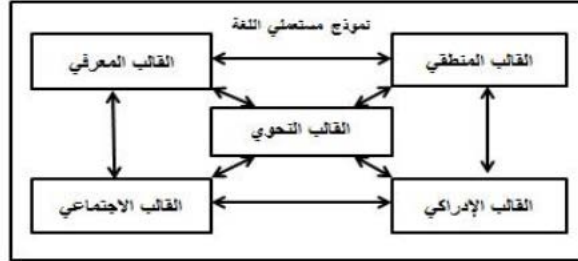 نموذج مستعملي اللغة
القالب المنطقي
القالب المعرفي
القالب النحوي
القالب الإدراكي
القالب الاجتماعي